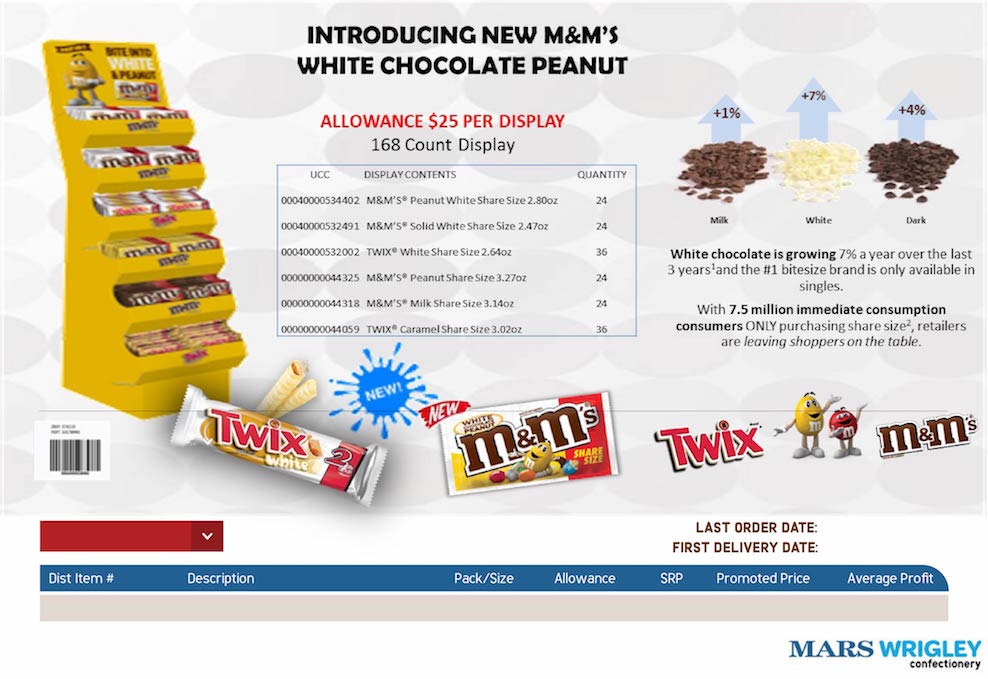 INTRODUCING NEW M&M'S
WHITE CHOCOLATE PEANUT
ALLOWANCE $25 PER DISPLAY
168 Count Display
UCC DISPLAY CONTENTS QUANTITY
00040000534402 M&M'S® Peanut White Share Size 2.80oz 24
00040000532491 M&M'S® Solid White Share Size 2.47oz 24
00040000532002 TWIX® White Share Size 2.64oz 36
00000000044325 M&M'S® Peanut Share Size 3.27oz 24
00000000044318 M&M'S® Milk Share Size 3.14oz 24
00000000044059 TWIX® Caramel Share Size 3.02oz 36
BITE INTO
WHITE
& PEANUT
m&m's
+1% +7% +4%
Milk White Dark
White chocolate is growing 7% a year over the last
3 years¹and the #1 bitesize brand is only available in
singles.
With 7.5 million immediate consumption
consumers ONLY purchasing share size², retailers
are leaving shoppers on the table.
NEW!
TWIX
White
2
NEW
WHITE
PEANUT
m&m's
SHARE
SIZE
TWIX
m&m's
LAST ORDER DATE:
FIRST DELIVERY DATE:
Dist Item # Description Pack/Size Allowance SRP Promoted Price Average Profit
MARS WRIGLEY
confectionery